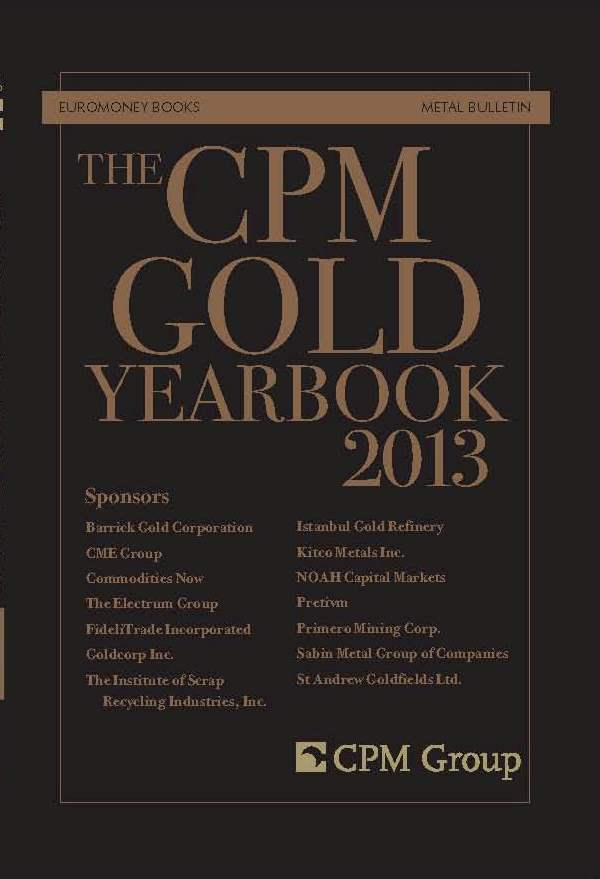 EUROMONEY BOOKS METAL BULLETIN
THE CPM
GOLD
YEARBOOK
2013
Sponsors
Barrick Gold Corporation
CME Group
Commodities Now
The Electrum Group
FideliTrade Incorporated
Goldcorp Inc.
The Institute of Scrap
Recycling Industries, Inc.
Istanbul Gold Refinery
Kitco Metals Inc.
NOAH Capital Markets
Pretivm
Primero Mining Corp.
Sabin Metal Group of Companies
St Andrew Goldfields Ltd.
CPM Group